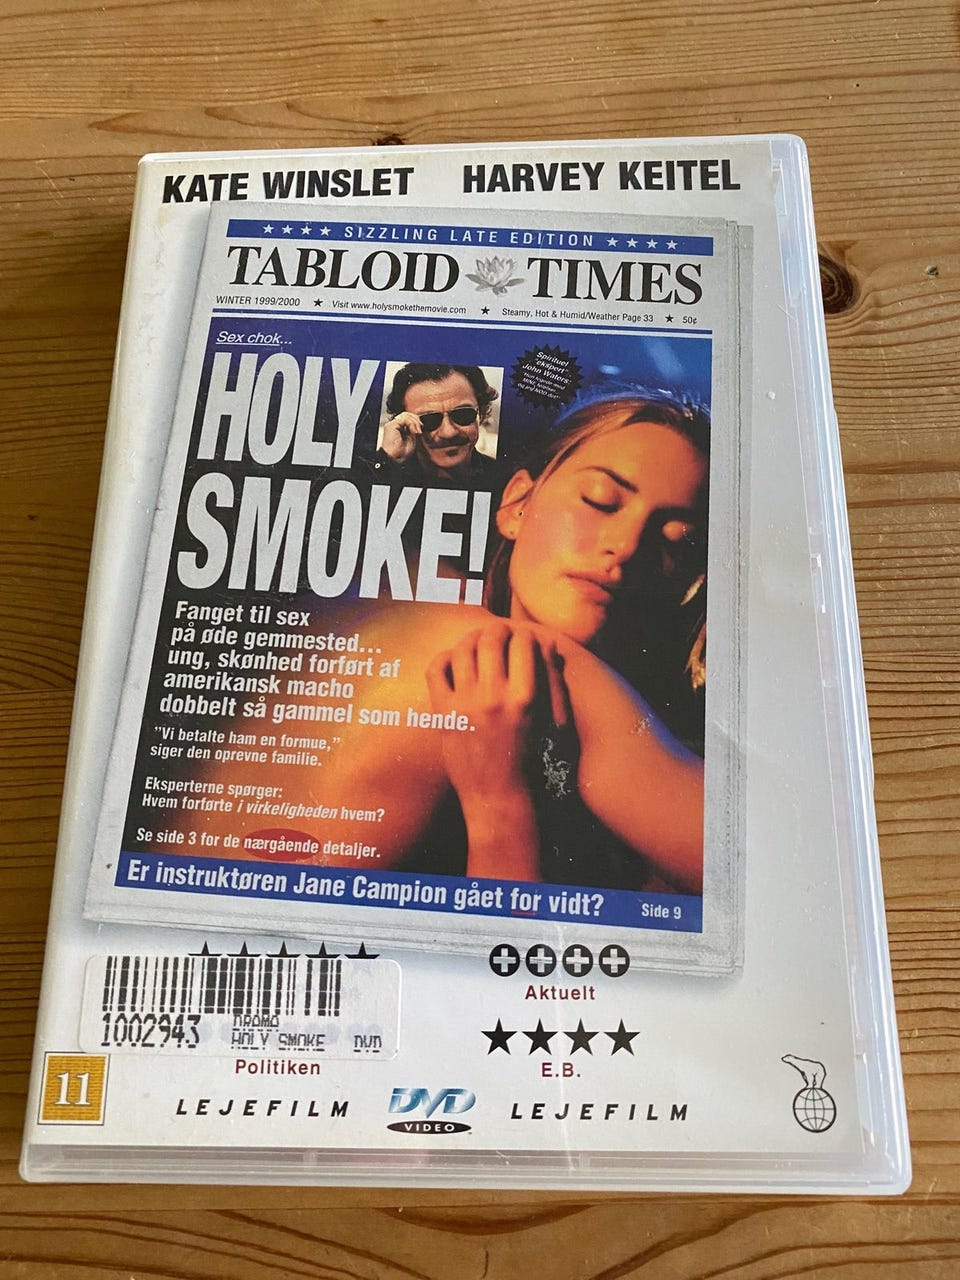 KATE WINSLET HARVEY KEITEL
★ ★ ★ ★ SIZZLING LATE EDITION ★ ★ ★ ★
TABLOID TIMES
WINTER 1999/2000 ★ Visit www.holysmokethemovie.com ★ Steamy, Hot & Humid/Weather Page 33 ★ 50¢
Sex chok...
HOLY
SMOKE!
Spirituel
"ekspert"
John Waters:
Fanget til sex
på øde gemmested...
ung, skønhed forført af
amerikansk macho
dobbelt så gammel som hende.
"Vi betalte ham en formue,"
siger den oprevne familie.
Eksperterne spørger:
Hvem forførte i virkeligheden hvem?
Se side 3 for de nærgående detaljer.
Er instruktøren Jane Campion gået for vidt? Side 9
Aktuelt
1002943 DRAMA
HOLY SMOKE DVD
Politiken
★★★★
E.B.
11
LEJEFILM DVD VIDEO LEJEFILM